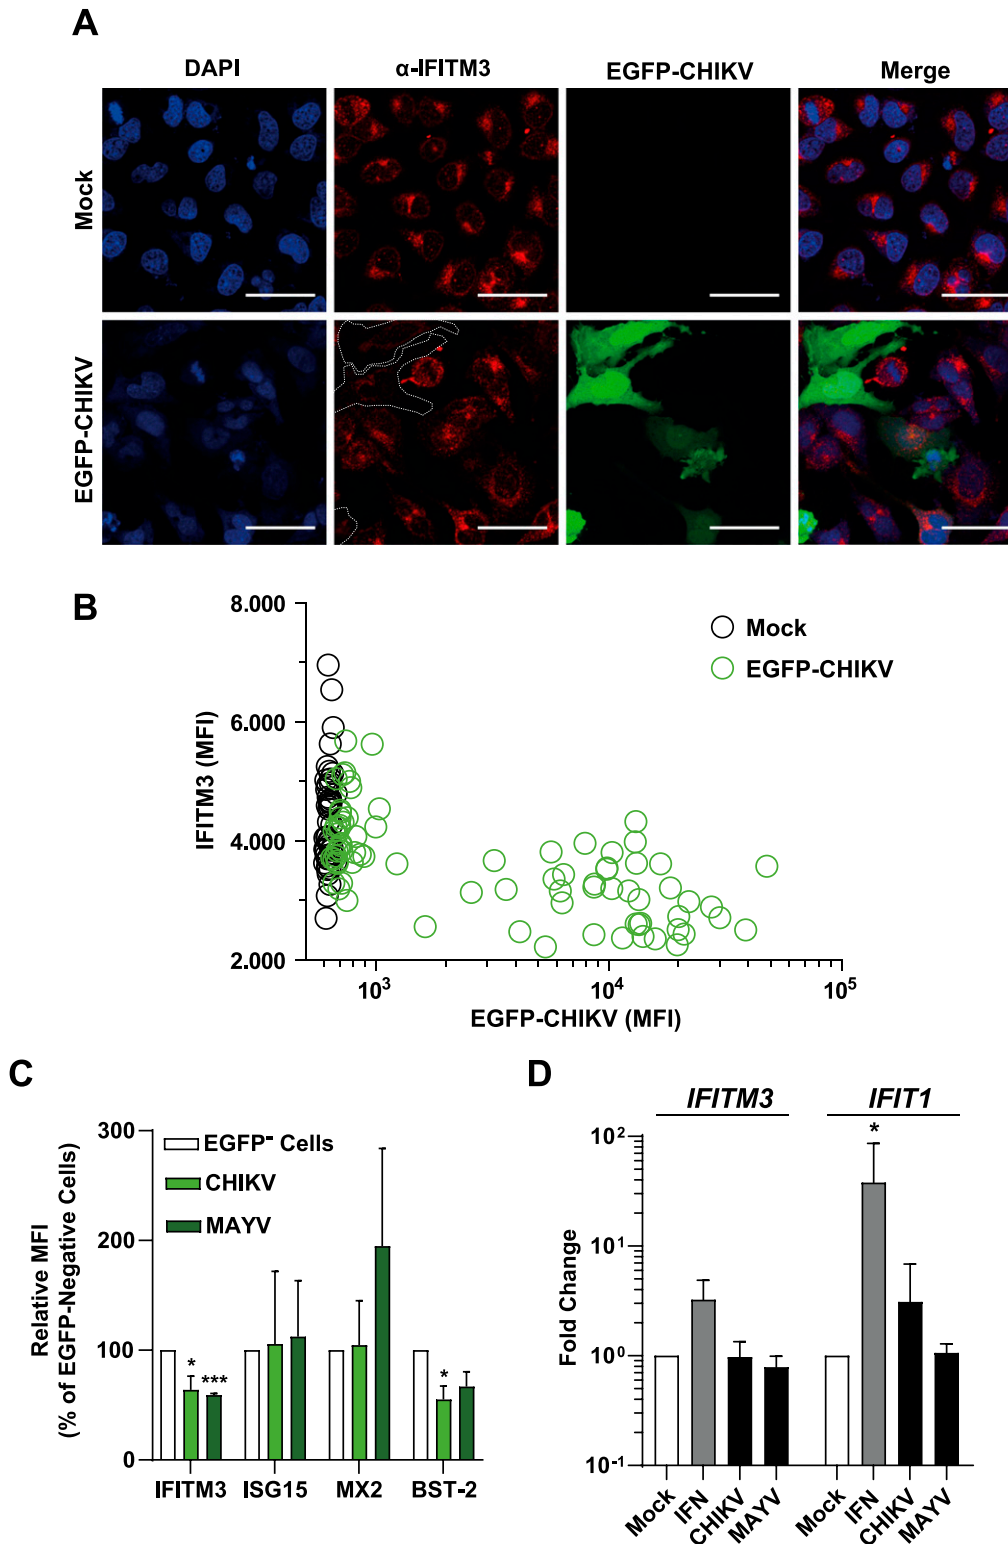 A
DAPI
α-IFITM3
EGFP-CHIKV
Merge
Mock
EGFP-CHIKV
B
8.000
6.000
4.000
2.000
IFITM3 (MFI)
Mock
EGFP-CHIKV
10³
10⁴
10⁵
EGFP-CHIKV (MFI)
C
300
200
100
0
Relative MFI
(% of EGFP-Negative Cells)
EGFP⁻ Cells
CHIKV
MAYV
*
***
*
IFITM3
ISG15
MX2
BST-2
D
IFITM3
IFIT1
*
10²
10¹
10⁰
10⁻¹
Fold Change
Mock
IFN
CHIKV
MAYV
Mock
IFN
CHIKV
MAYV